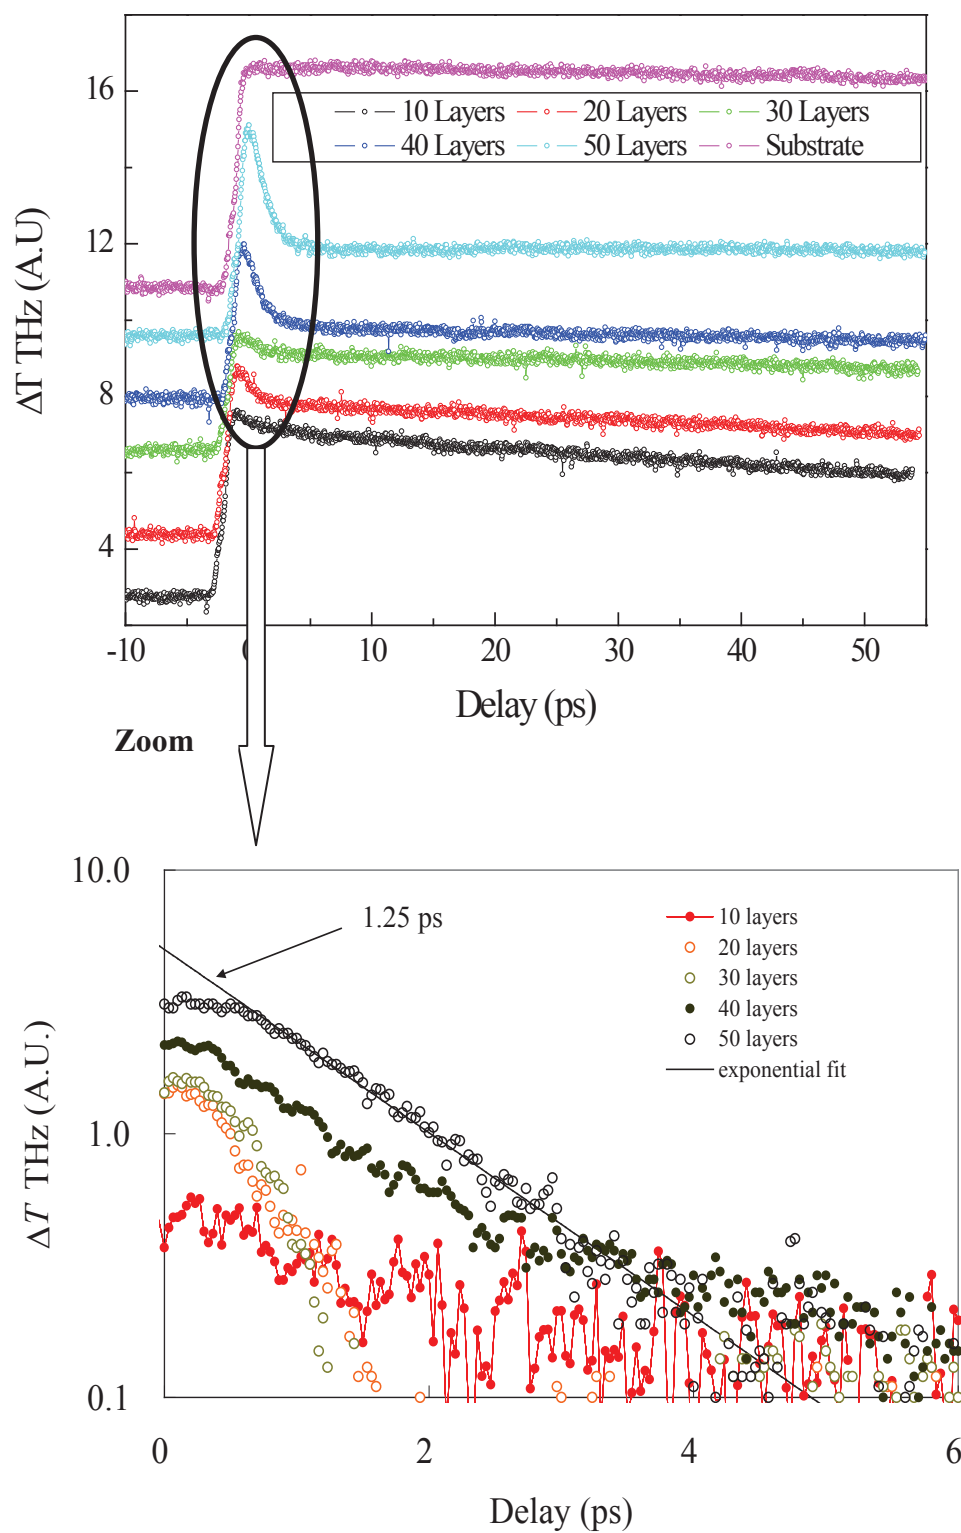 16
12
8
4
ΔT THz (A.U)
10 Layers 20 Layers 30 Layers
40 Layers 50 Layers Substrate
-10 0 10 20 30 40 50
Delay (ps)
Zoom
10.0
1.0
0.1
ΔT THz (A.U.)
1.25 ps
10 layers
20 layers
30 layers
40 layers
50 layers
exponential fit
0 2 4 6
Delay (ps)